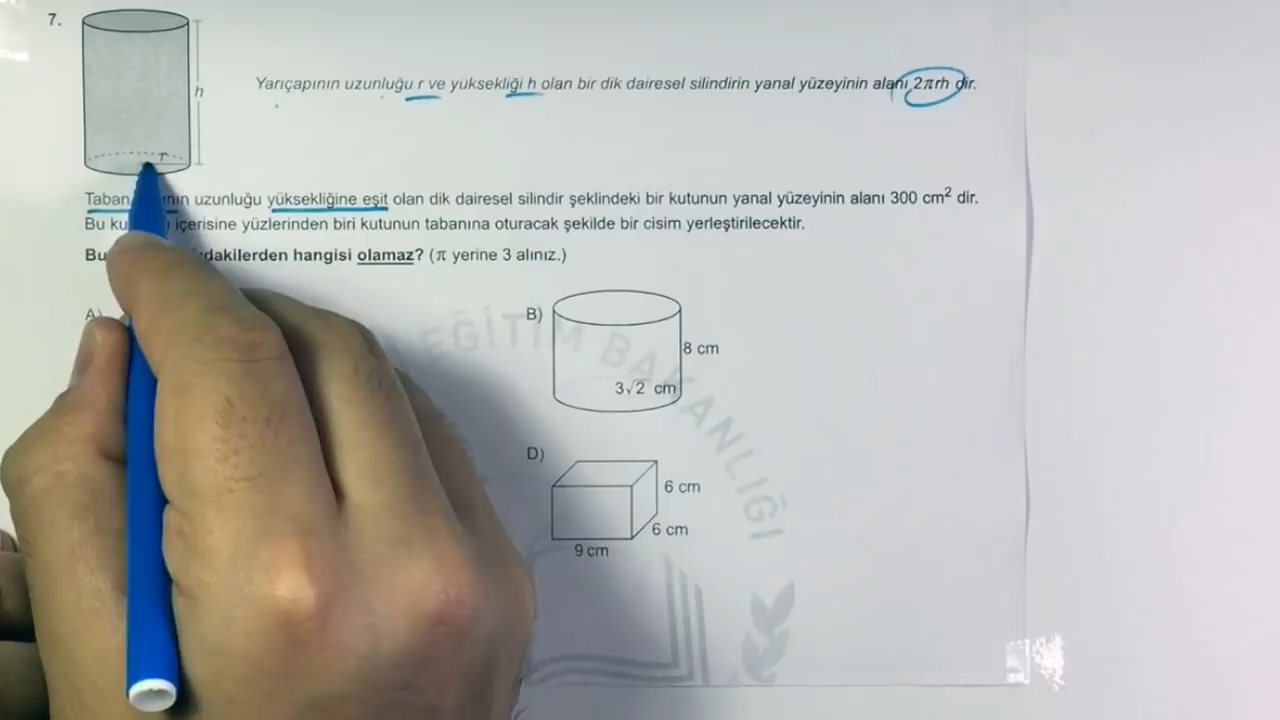 7.
h
Yarıçapının uzunluğu r ve yüksekliği h olan bir dik dairesel silindirin yanal yüzeyinin alanı 2πrh dir.
r
Taban uzunluğu yüksekliğine eşit olan dik dairesel silindir şeklindeki bir kutunun yanal yüzeyinin alanı 300 cm² dir.
Bu içerisine yüzlerinden biri kutunun tabanına oturacak şekilde bir cisim yerleştirilecektir.
Bu hangisi olamaz? (π yerine 3 alınız.)
A)
B)
8 cm
3√2 cm
EĞİTİM BAKANLIĞI
D)
6 cm
6 cm
9 cm